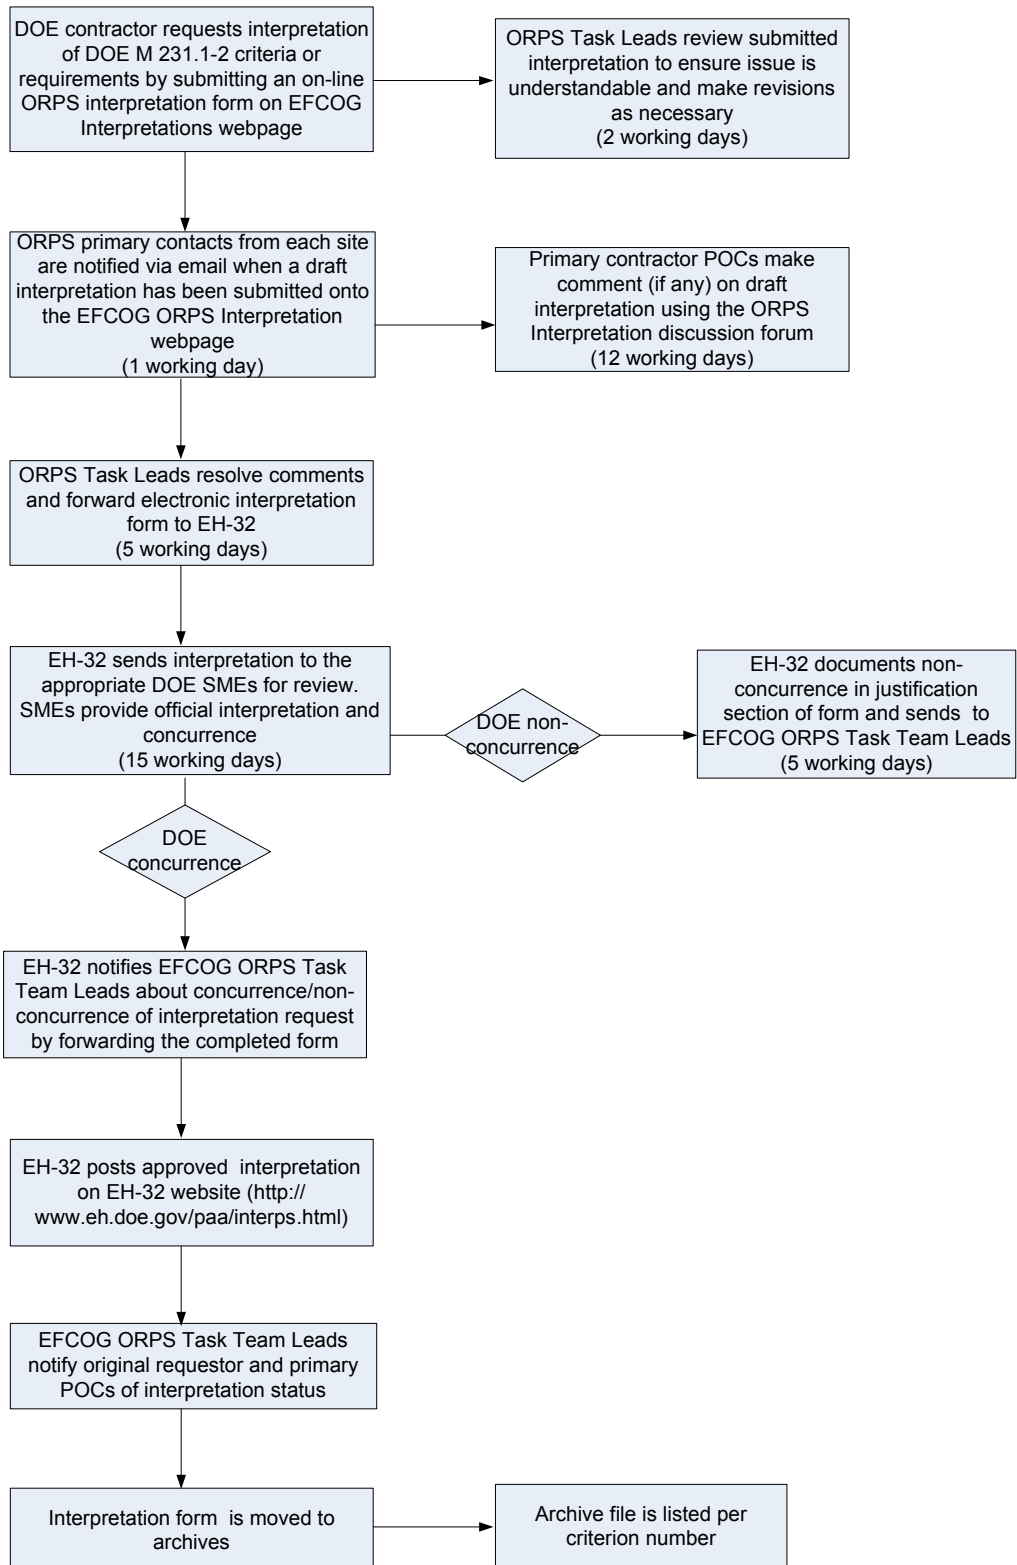 DOE contractor requests interpretation
of DOE M 231.1-2 criteria or
requirements by submitting an on-line
ORPS interpretation form on EFCOG
Interpretations webpage
ORPS Task Leads review submitted
interpretation to ensure issue is
understandable and make revisions
as necessary
(2 working days)
ORPS primary contacts from each site
are notified via email when a draft
interpretation has been submitted onto
the EFCOG ORPS Interpretation
webpage
(1 working day)
Primary contractor POCs make
comment (if any) on draft
interpretation using the ORPS
Interpretation discussion forum
(12 working days)
ORPS Task Leads resolve comments
and forward electronic interpretation
form to EH-32
(5 working days)
EH-32 sends interpretation to the
appropriate DOE SMEs for review.
SMEs provide official interpretation and
concurrence
(15 working days)
DOE non-
concurrence
EH-32 documents non-
concurrence in justification
section of form and sends  to
EFCOG ORPS Task Team Leads
(5 working days)
DOE
concurrence
EH-32 notifies EFCOG ORPS Task
Team Leads about concurrence/non-
concurrence of interpretation request
by forwarding the completed form
EH-32 posts approved  interpretation
on EH-32 website (http://
www.eh.doe.gov/paa/interps.html)
EFCOG ORPS Task Team Leads
notify original requestor and primary
POCs of interpretation status
Interpretation form  is moved to
archives
Archive file is listed per
criterion number